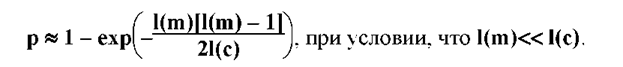 p ≈ 1 – exp(–l(m)[l(m) – 1]/2l(c)), при условии, что l(m)<< l(c).